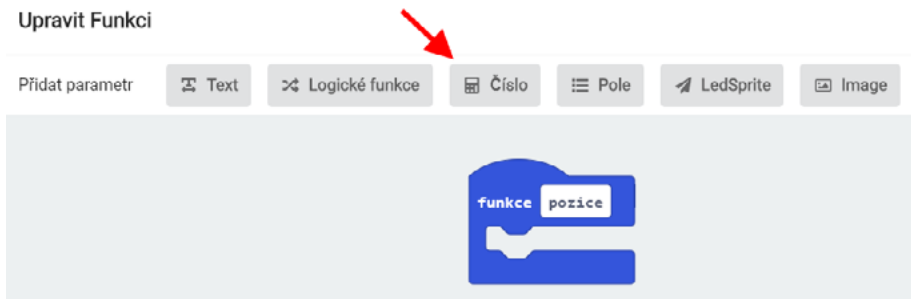 Upravit Funkci
Přidat parametr Text Logické funkce Číslo Pole LedSprite Image
funkce pozice